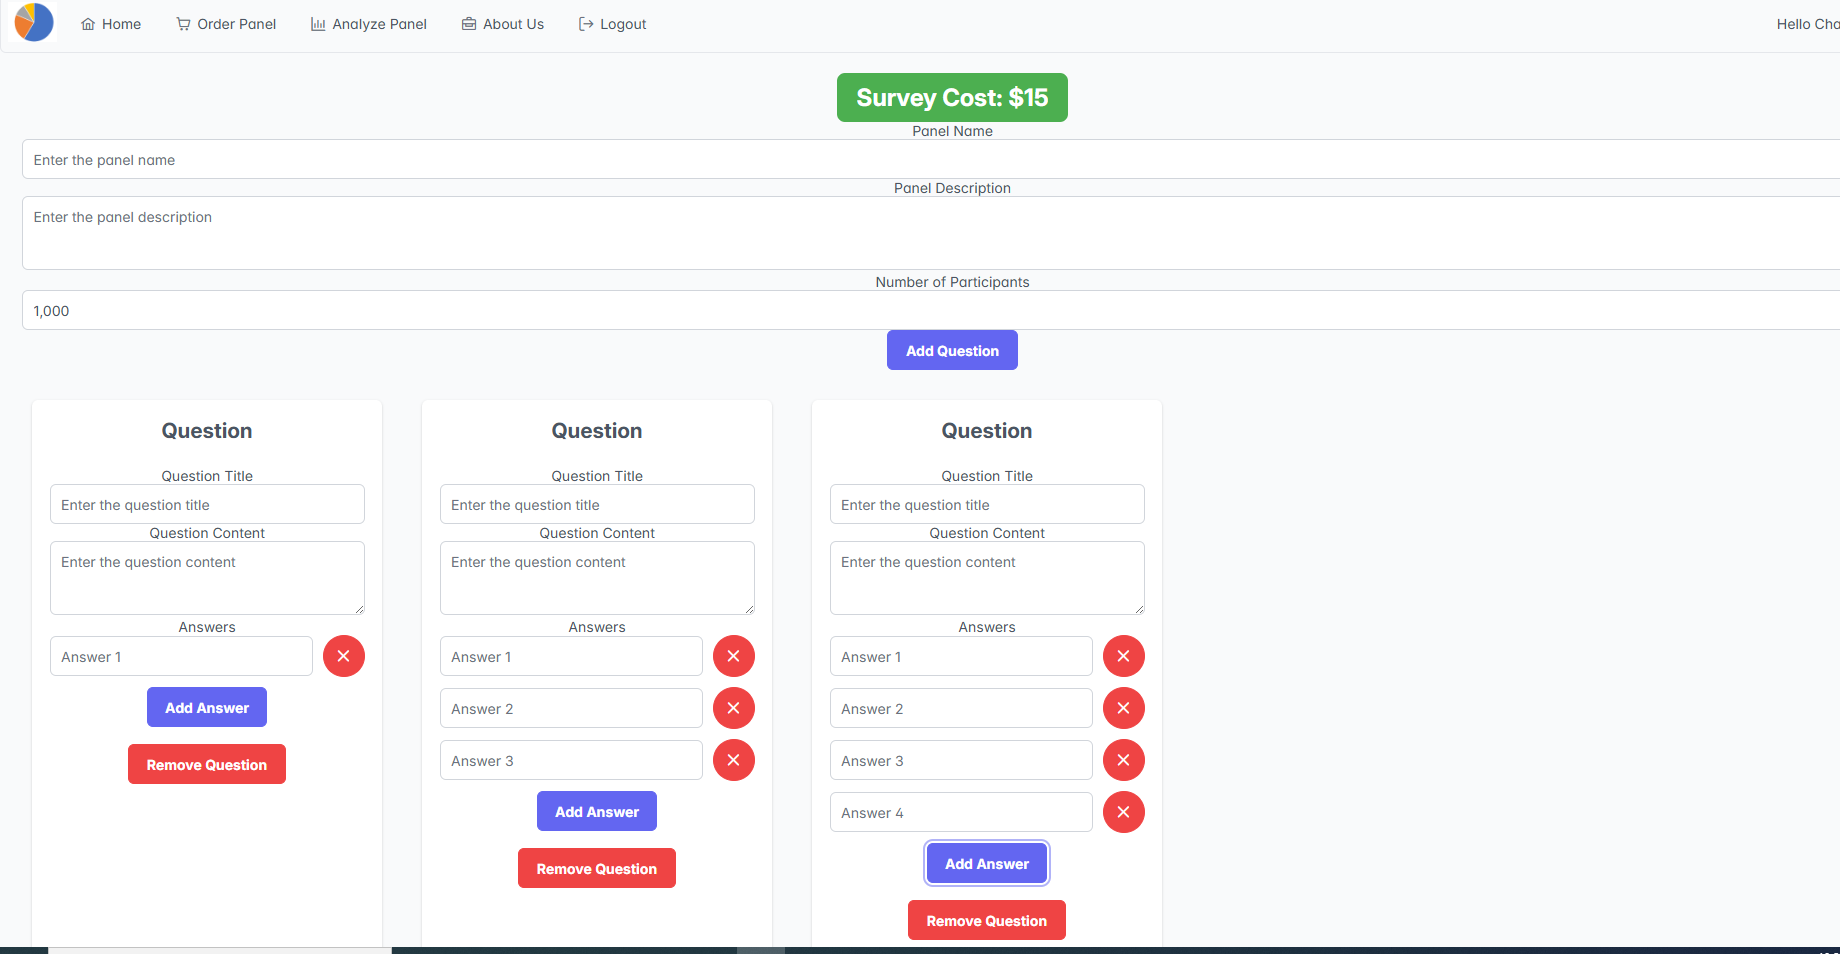 Home Order Panel Analyze Panel About Us Logout Hello Cha
Survey Cost: $15
Panel Name
Enter the panel name
Panel Description
Enter the panel description
Number of Participants
1,000
Add Question
Question
Question Title
Enter the question title
Question Content
Enter the question content
Answers
Answer 1
Add Answer
Remove Question
Question
Question Title
Enter the question title
Question Content
Enter the question content
Answers
Answer 1
Answer 2
Answer 3
Add Answer
Remove Question
Question
Question Title
Enter the question title
Question Content
Enter the question content
Answers
Answer 1
Answer 2
Answer 3
Answer 4
Add Answer
Remove Question